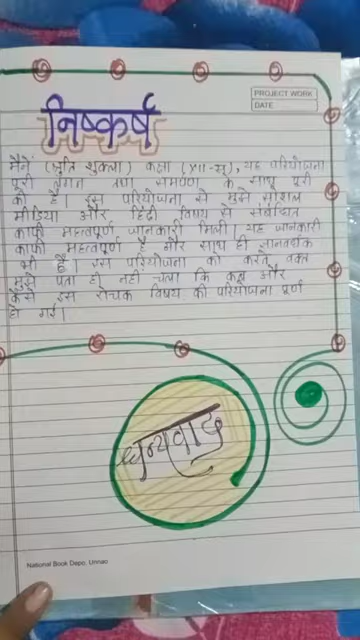 PROJECT WORK
DATE
निष्कर्ष
मैनें (श्रुति शुक्ला) कक्षा (XII-सू), यह परियोजना
पूरी लगन तथा समर्पण के साथ पूरी
की है। इस परियोजना से मुझे सोशल
मीडिया और हिंदी विषय से संबंधित
काफी महत्वपूर्ण जानकारी मिली। यह जानकारी
काफी महत्वपूर्ण है और साथ ही ज्ञानवर्धक
भी है। इस परियोजना को करते वक्त
मुझे पता ही नहीं चला कि कब और
कैसे इस रोचक विषय की परियोजना पूर्ण
हो गई।
धन्यवाद
National Book Depo, Unnao